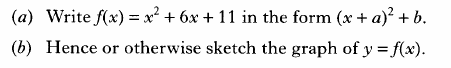 (a) Write f(x) = x² + 6x + 11 in the form (x + a)² + b.
(b) Hence or otherwise sketch the graph of y = f(x).